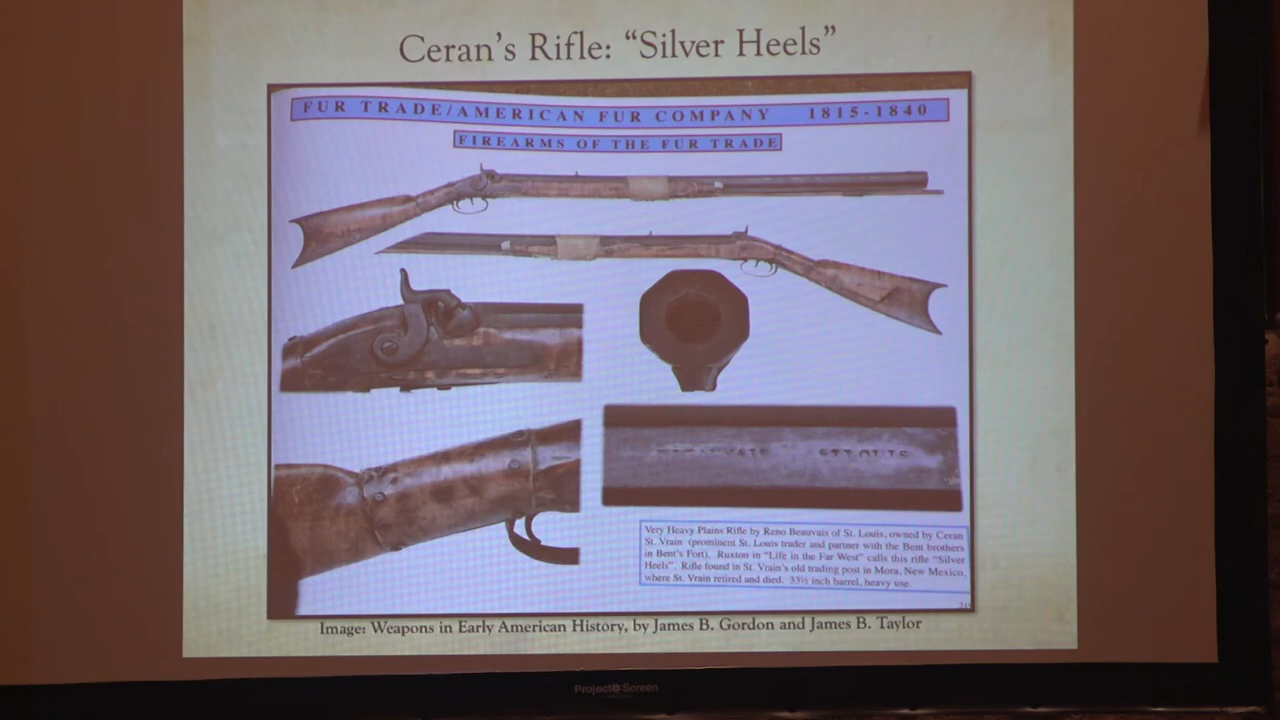 Ceran's Rifle: "Silver Heels"
FUR TRADE/AMERICAN FUR COMPANY 1815-1840
FIREARMS OF THE FUR TRADE
ST LOUIS
Very Heavy Plains Rifle by Reno Beauvais of St. Louis, owned by Ceran
St. Vrain (prominent St. Louis trader and partner with the Bent brothers
in Bent's Fort). Ruxton in "Life in the Far West" calls this rifle "Silver
Heels". Rifle found in St. Vrain's old trading post in Mora, New Mexico,
where St. Vrain retired and died. 33½ inch barrel, heavy use.
Image: Weapons in Early American History, by James B. Gordon and James B. Taylor
Project Screen